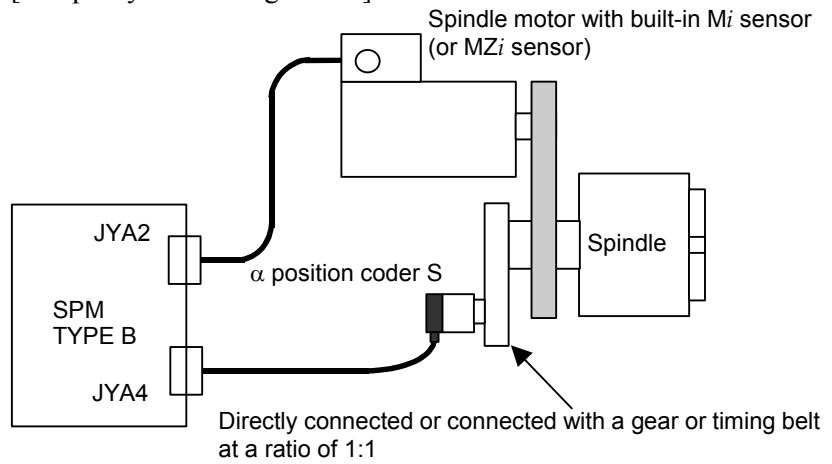 Spindle motor with built-in Mi sensor
(or MZi sensor)
JYA2
Spindle
α position coder S
SPM
TYPE B
JYA4
Directly connected or connected with a gear or timing belt
at a ratio of 1:1